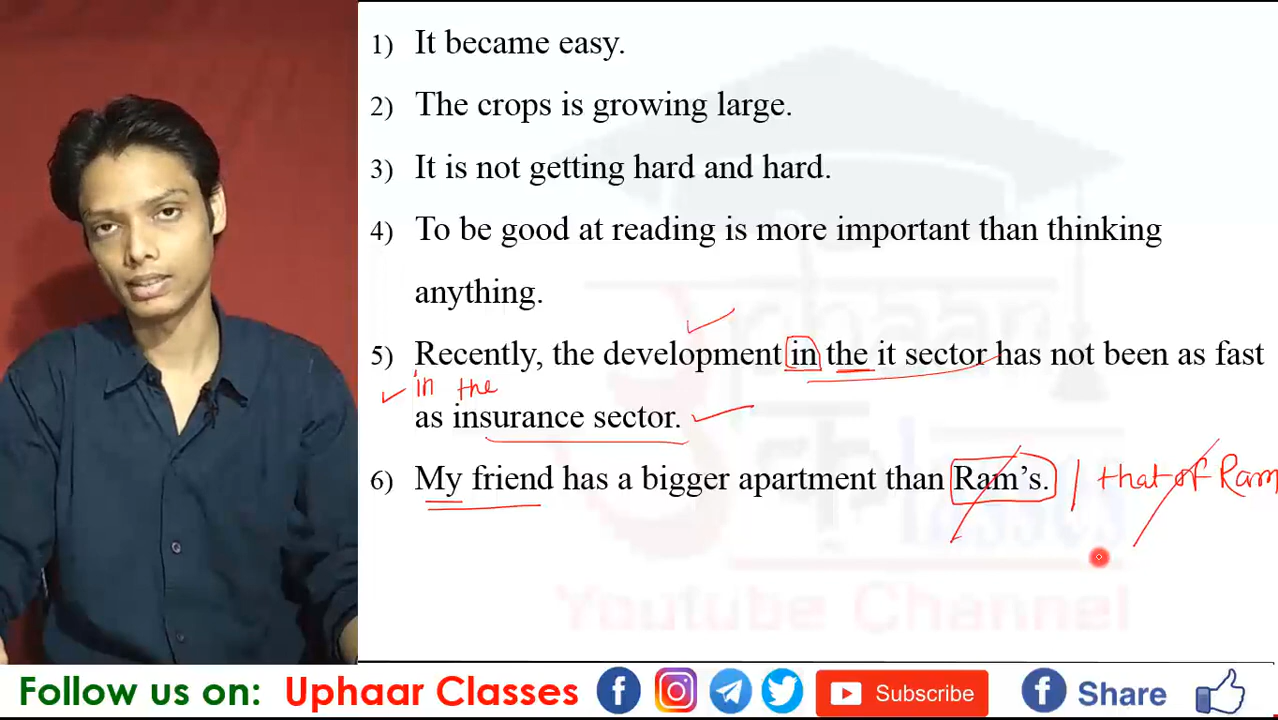 1) It became easy.
2) The crops is growing large.
3) It is not getting hard and hard.
4) To be good at reading is more important than thinking
anything.
5) Recently, the development in the it sector has not been as fast
in the
as insurance sector.
6) My friend has a bigger apartment than Ram's. | that of Ram
Youtube Channel
Follow us on: Uphaar Classes Subscribe Share